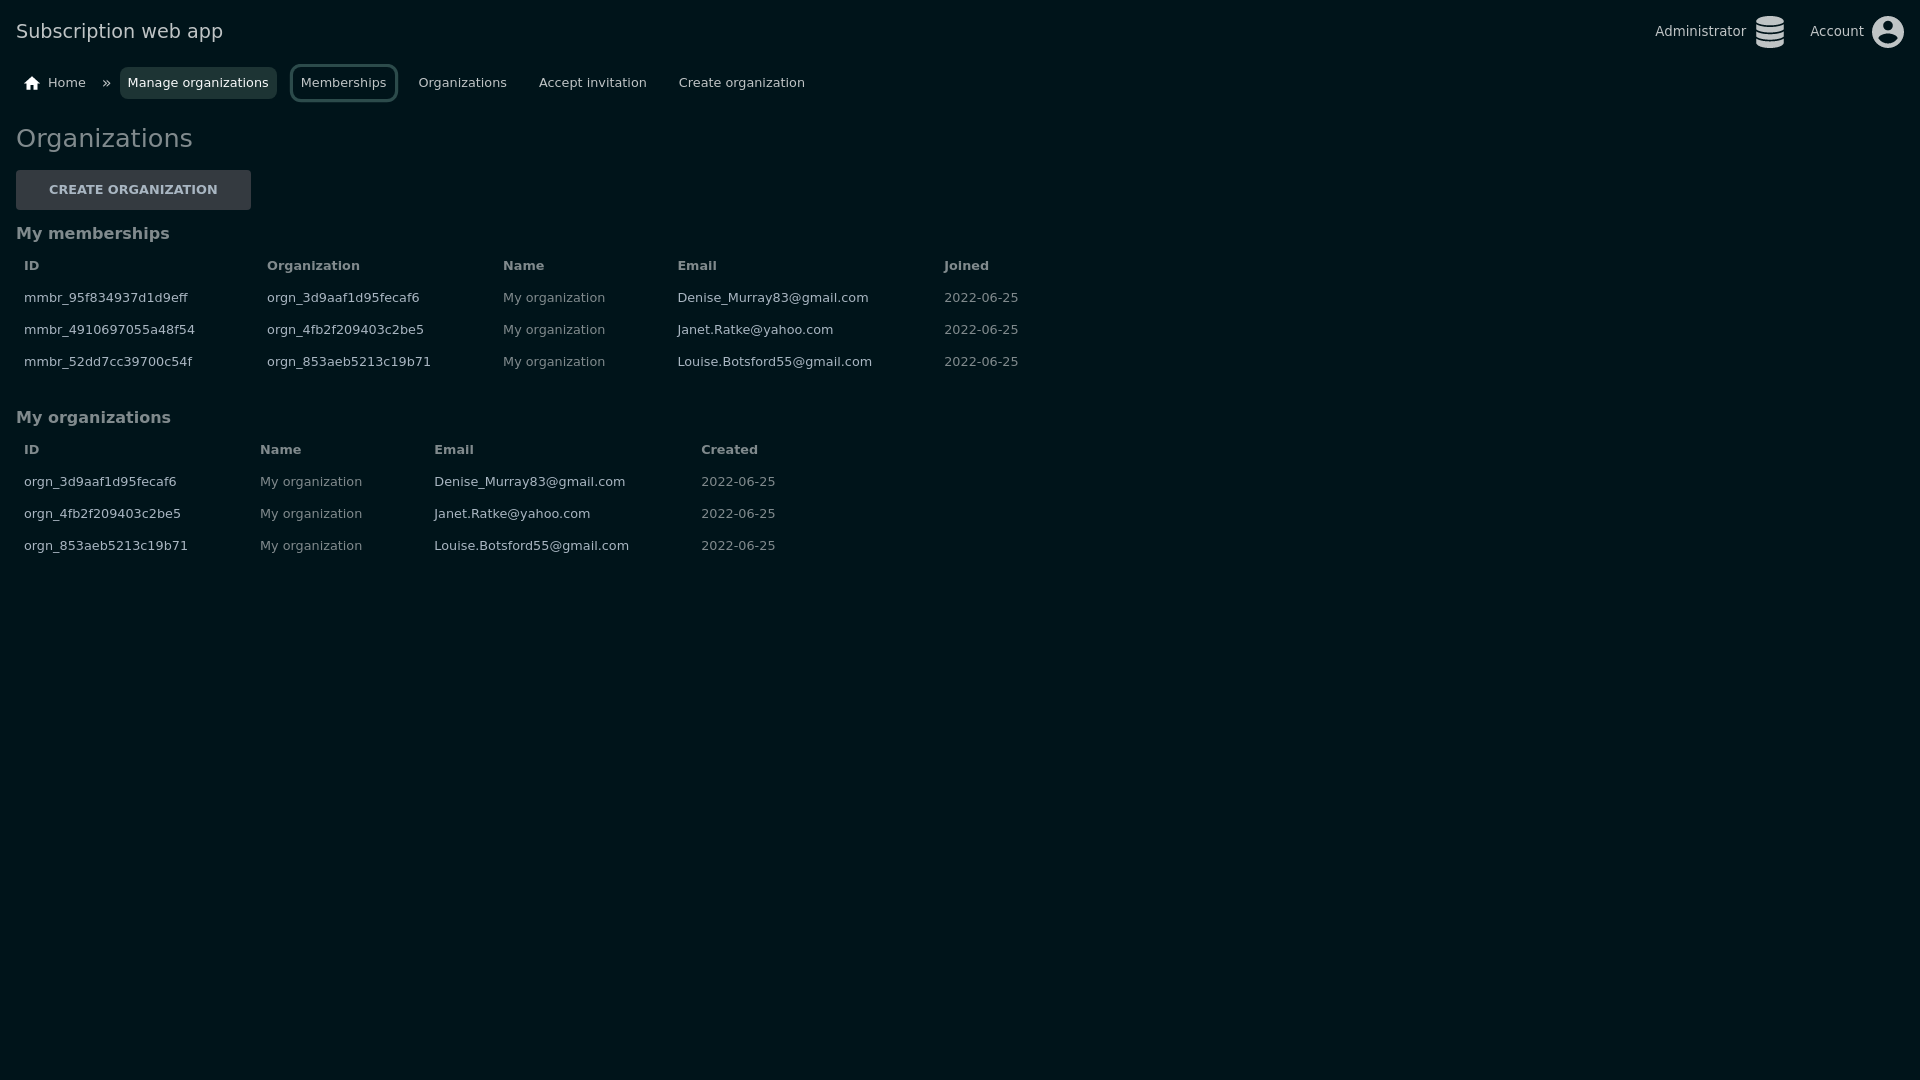 Subscription web app Administrator Account
Home » Manage organizations Memberships Organizations Accept invitation Create organization
Organizations
CREATE ORGANIZATION
My memberships
ID Organization Name Email Joined
mmbr_95f834937d1d9eff orgn_3d9aaf1d95fecaf6 My organization Denise_Murray83@gmail.com 2022-06-25
mmbr_4910697055a48f54 orgn_4fb2f209403c2be5 My organization Janet.Ratke@yahoo.com 2022-06-25
mmbr_52dd7cc39700c54f orgn_853aeb5213c19b71 My organization Louise.Botsford55@gmail.com 2022-06-25
My organizations
ID Name Email Created
orgn_3d9aaf1d95fecaf6 My organization Denise_Murray83@gmail.com 2022-06-25
orgn_4fb2f209403c2be5 My organization Janet.Ratke@yahoo.com 2022-06-25
orgn_853aeb5213c19b71 My organization Louise.Botsford55@gmail.com 2022-06-25